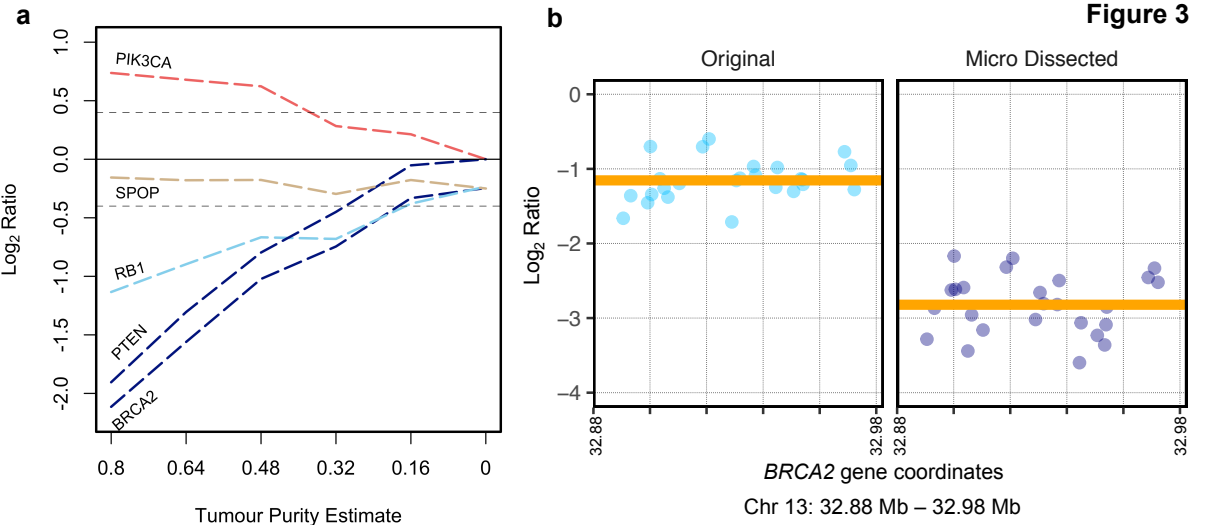 Figure 3
a
Log2 Ratio
1.0
0.5
0.0
-0.5
-1.0
-1.5
-2.0
PIK3CA
SPOP
RB1
PTEN
BRCA2
0.8 0.64 0.48 0.32 0.16 0
Tumour Purity Estimate
b
Original
Micro Dissected
Log2 Ratio
0
−1
−2
−3
−4
32.88 32.98 32.88 32.98
BRCA2 gene coordinates
Chr 13: 32.88 Mb – 32.98 Mb